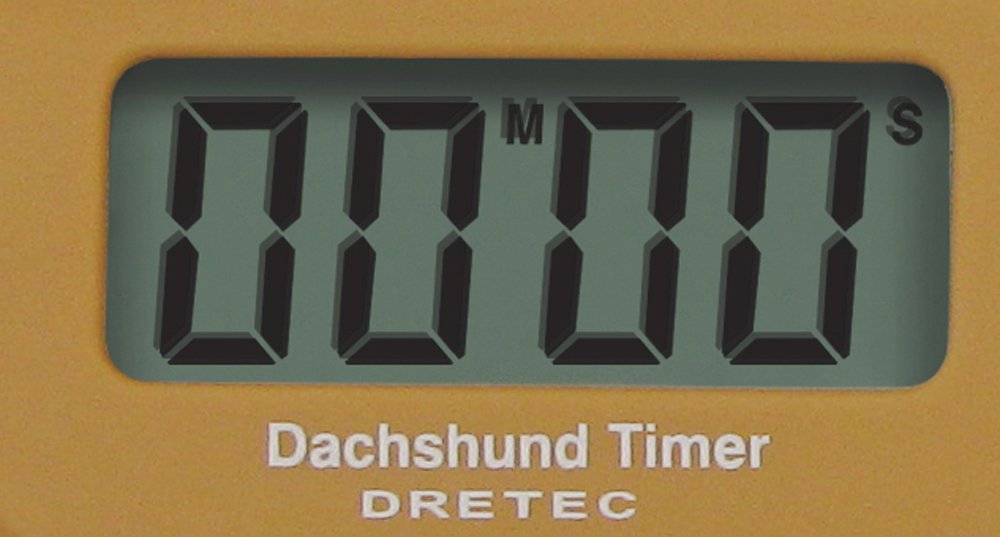 00M00S
Dachshund Timer
DRETEC